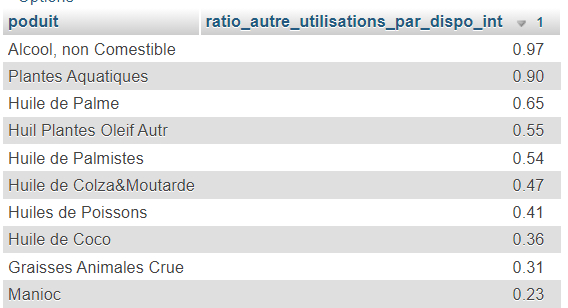 Options
poduit ratio_autre_utilisations_par_dispo_int 1
Alcool, non Comestible 0.97
Plantes Aquatiques 0.90
Huile de Palme 0.65
Huil Plantes Oleif Autr 0.55
Huile de Palmistes 0.54
Huile de Colza&Moutarde 0.47
Huiles de Poissons 0.41
Huile de Coco 0.36
Graisses Animales Crue 0.31
Manioc 0.23